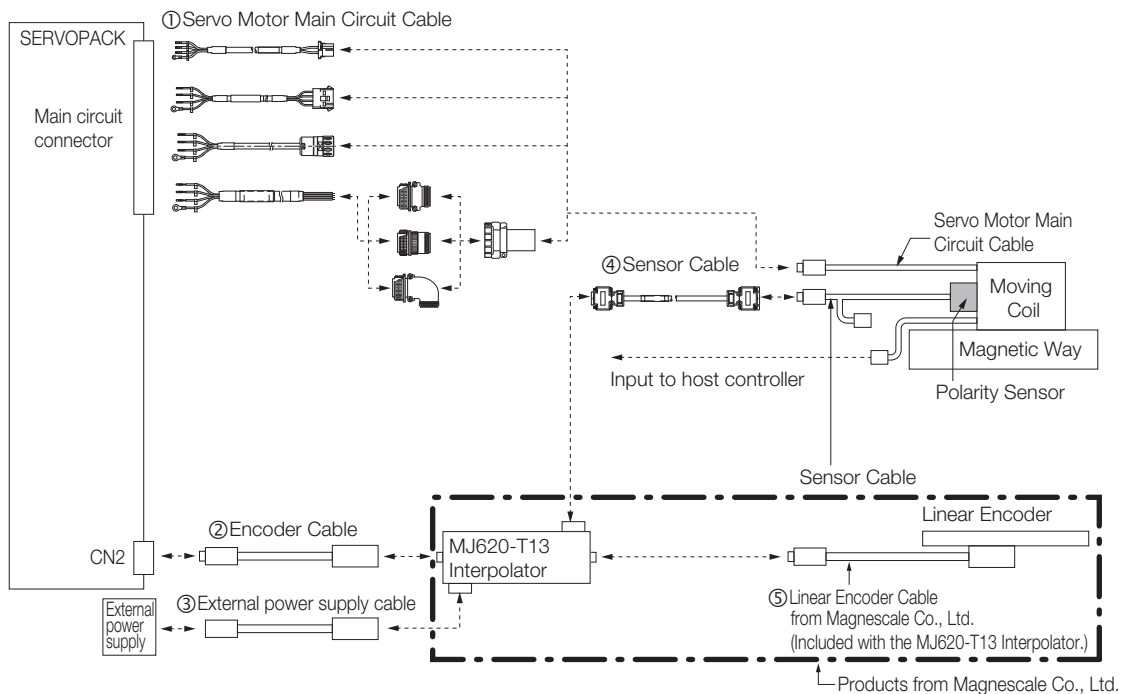 ①Servo Motor Main Circuit Cable
SERVOPACK
Main circuit
connector
Servo Motor Main
Circuit Cable
④Sensor Cable
Moving
Coil
Magnetic Way
Input to host controller
Polarity Sensor
Sensor Cable
Linear Encoder
②Encoder Cable
CN2
MJ620-T13
Interpolator
③External power supply cable
External
power
supply
⑤Linear Encoder Cable
from Magnescale Co., Ltd.
(Included with the MJ620-T13 Interpolator.)
Products from Magnescale Co., Ltd.